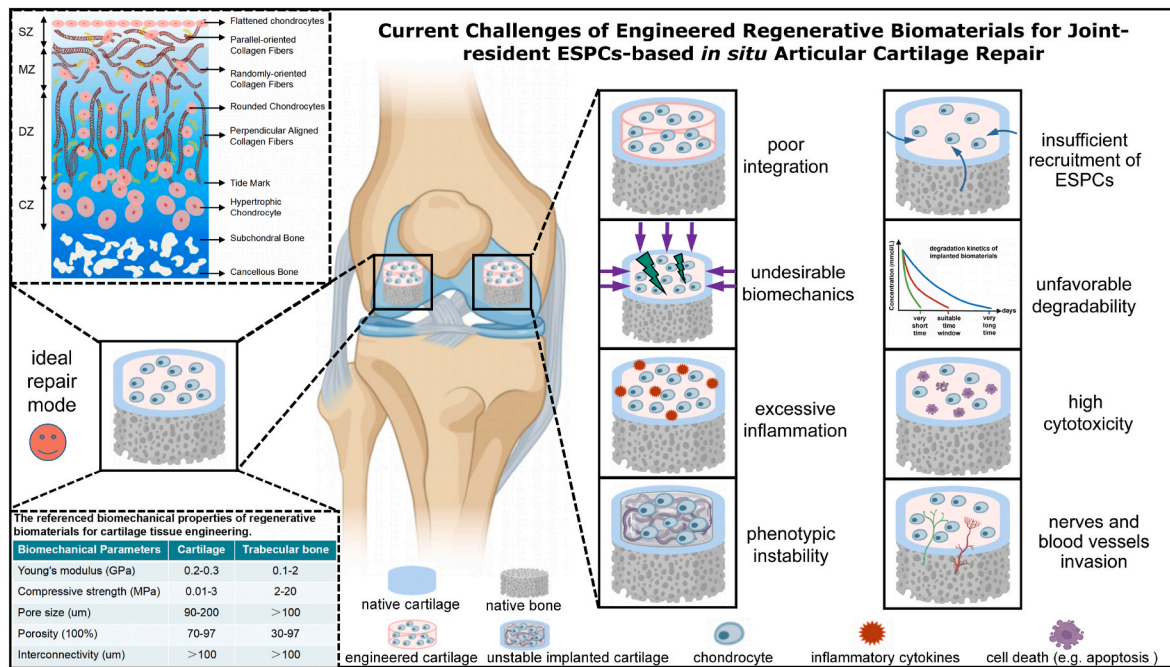 Current Challenges of Engineered Regenerative Biomaterials for Joint-
resident ESPCs-based in situ Articular Cartilage Repair
SZ
MZ
DZ
CZ
Flattened chondrocytes
Parallel-oriented
Collagen Fibers
Randomly-oriented
Collagen Fibers
Rounded Chondrocytes
Perpendicular Aligned
Collagen Fibers
Tide Mark
Hypertrophic
Chondrocyte
Subchondral Bone
Cancellous Bone
ideal
repair
mode
The referenced biomechanical properties of regenerative
biomaterials for cartilage tissue engineering.
Biomechanical Parameters Cartilage Trabecular bone
Young's modulus (GPa) 0.2-0.3 0.1-2
Compressive strength (MPa) 0.01-3 2-20
Pore size (um) 90-200 >100
Porosity (100%) 70-97 30-97
Interconnectivity (um) >100 >100
poor
integration
undesirable
biomechanics
excessive
inflammation
phenotypic
instability
insufficient
recruitment of
ESPCs
degradation kinetics of
implanted biomaterials
Concentration (mmol/L)
days
very
short
time
suitable
time
window
very
long
time
unfavorable
degradability
high
cytotoxicity
nerves and
blood vessels
invasion
native cartilage
native bone
engineered cartilage
unstable implanted cartilage
chondrocyte
inflammatory cytokines
cell death (e.g. apoptosis )